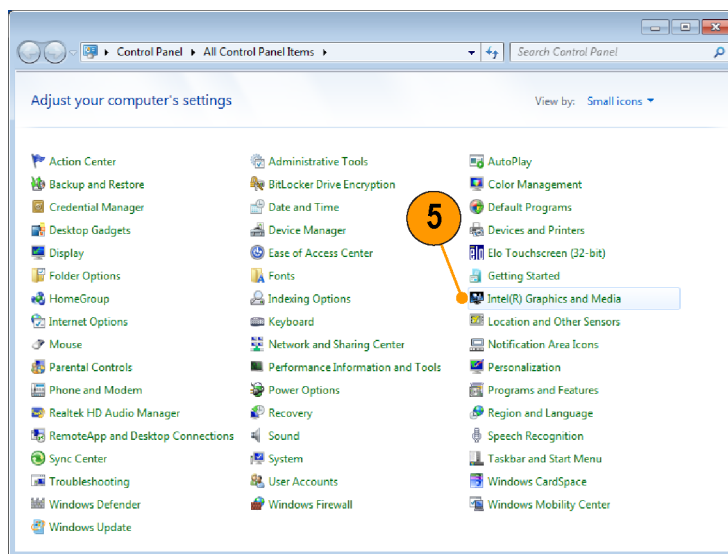 Control Panel All Control Panel Items Search Control Panel
Adjust your computer's settings View by: Small icons
Action Center Administrative Tools AutoPlay
Backup and Restore BitLocker Drive Encryption Color Management
Credential Manager Date and Time Default Programs
Desktop Gadgets Device Manager Devices and Printers
Display Ease of Access Center Elo Touchscreen (32-bit)
Folder Options Fonts Getting Started
HomeGroup Indexing Options Intel(R) Graphics and Media
Internet Options Keyboard Location and Other Sensors
Mouse Network and Sharing Center Notification Area Icons
Parental Controls Performance Information and Tools Personalization
Phone and Modem Power Options Programs and Features
Realtek HD Audio Manager Recovery Region and Language
RemoteApp and Desktop Connections Sound Speech Recognition
Sync Center System Taskbar and Start Menu
Troubleshooting User Accounts Windows CardSpace
Windows Defender Windows Firewall Windows Mobility Center
Windows Update
5